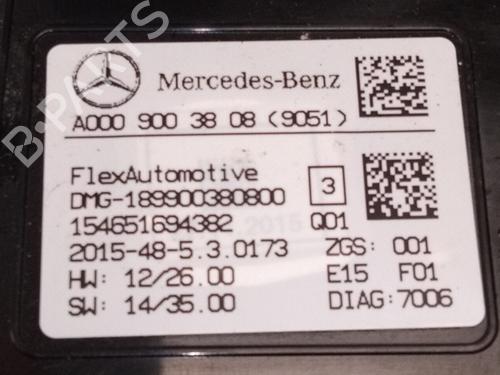 Mercedes-Benz
A000 900 38 08 (9051)
FlexAutomotive
DMG-189900380800 3
154651694382 Q01
2015-48-5.3.0173 ZGS: 001
HW: 12/26.00 E15 F01
SW: 14/35.00 DIAG:7006
B-PARTS